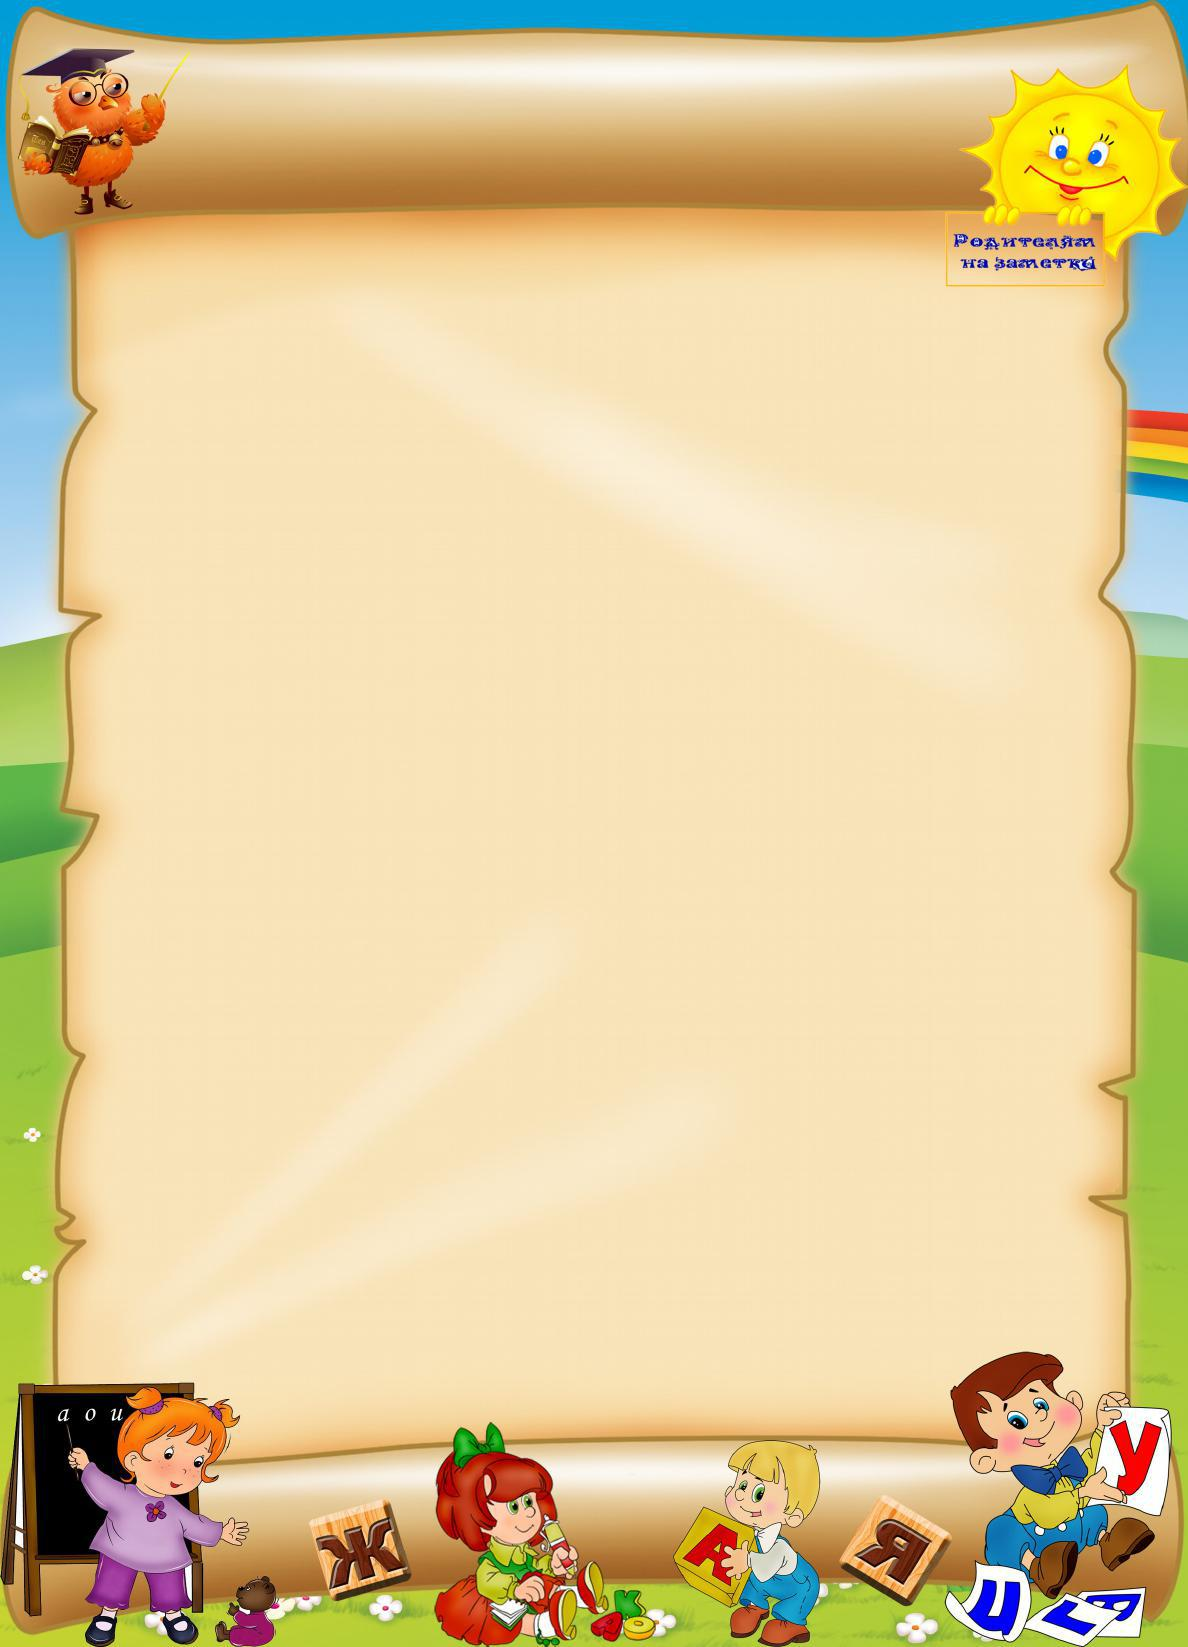 Родителям
на заметку
а о и
Ж
А
Я
У
К
А
О
И